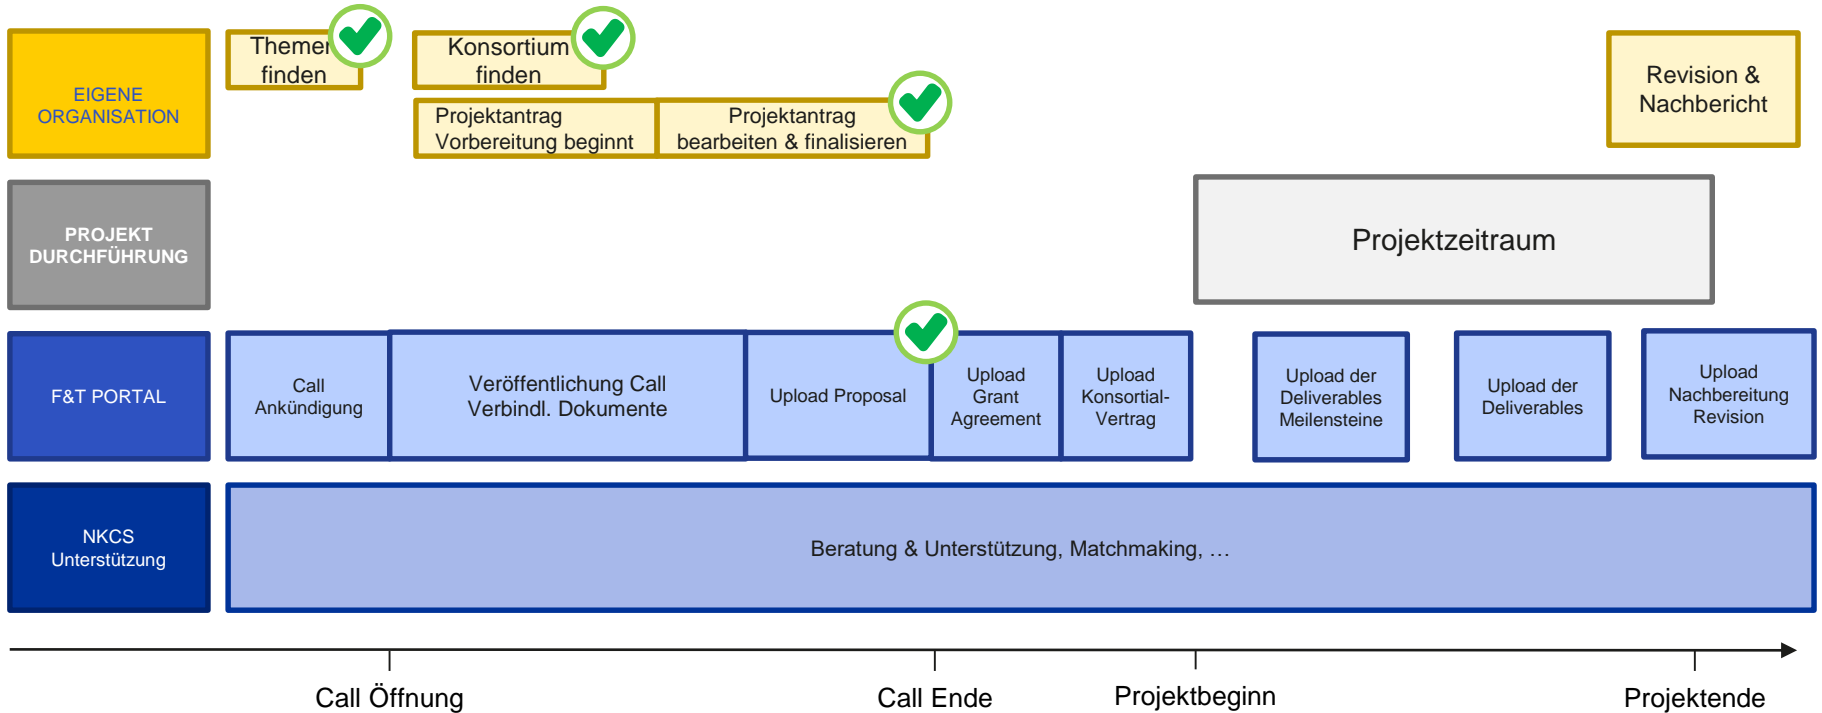 EIGENE
ORGANISATION
Themen
finden
Konsortium
finden
Projektantrag
Vorbereitung beginnt
Projektantrag
bearbeiten & finalisieren
Revision &
Nachbericht
PROJEKT
DURCHFÜHRUNG
Projektzeitraum
F&T PORTAL
Call
Ankündigung
Veröffentlichung Call
Verbindl. Dokumente
Upload Proposal
Upload
Grant
Agreement
Upload
Konsortial-
Vertrag
Upload der
Deliverables
Meilensteine
Upload der
Deliverables
Upload
Nachbereitung
Revision
NKCS
Unterstützung
Beratung & Unterstützung, Matchmaking, …
Call Öffnung
Call Ende
Projektbeginn
Projektende